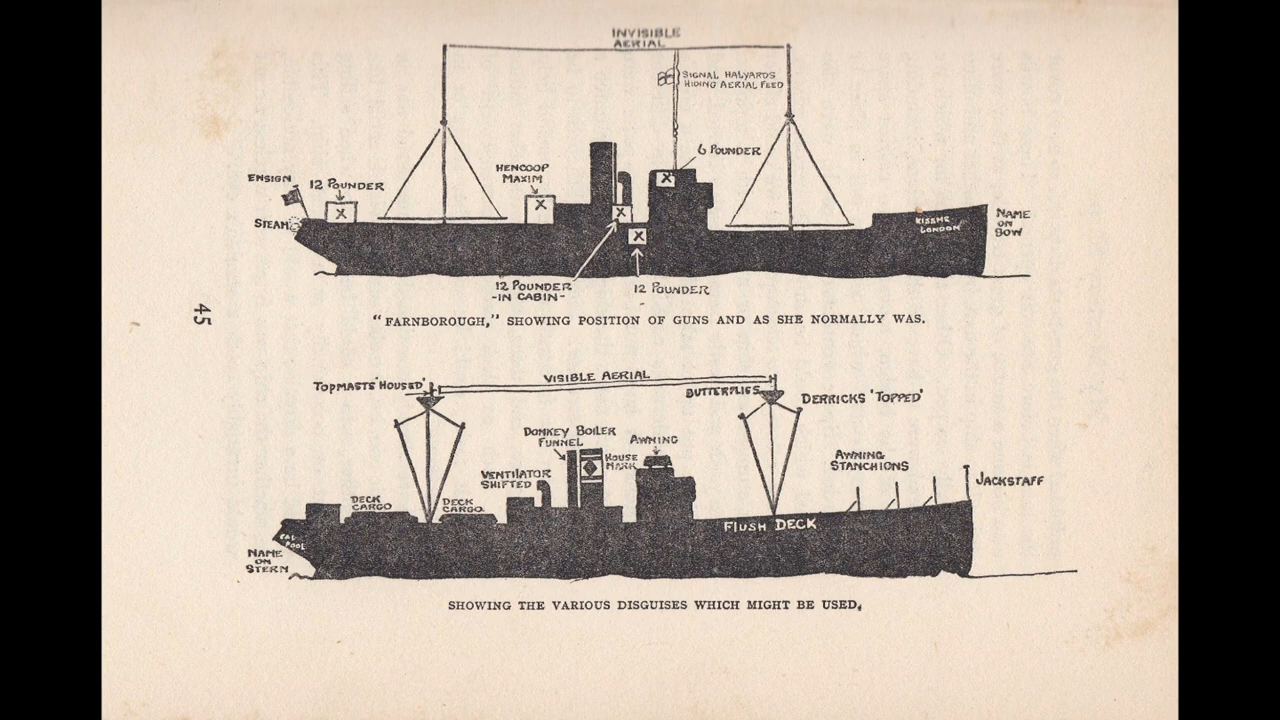 INVISIBLE
AERIAL
SIGNAL HALYARDS
HIDING AERIAL FEED
6 POUNDER
HENCOOP
MAXIM
ENSIGN
12 POUNDER
STEAM
X
X
X
X
X
KISSME
LONDON
NAME
ON
BOW
12 POUNDER
-IN CABIN-
12 POUNDER
45
"FARNBOROUGH," SHOWING POSITION OF GUNS AND AS SHE NORMALLY WAS.
VISIBLE AERIAL
TOPMASTS 'HOUSED'
BUTTERFLIES
DERRICKS 'TOPPED'
DONKEY BOILER
FUNNEL
AWNING
HOUSE
MARK
AWNING
STANCHIONS
VENTILATOR
SHIFTED
JACKSTAFF
DECK
CARGO
DECK
CARGO
FLUSH DECK
POOL
NAME
ON
STERN
SHOWING THE VARIOUS DISGUISES WHICH MIGHT BE USED.